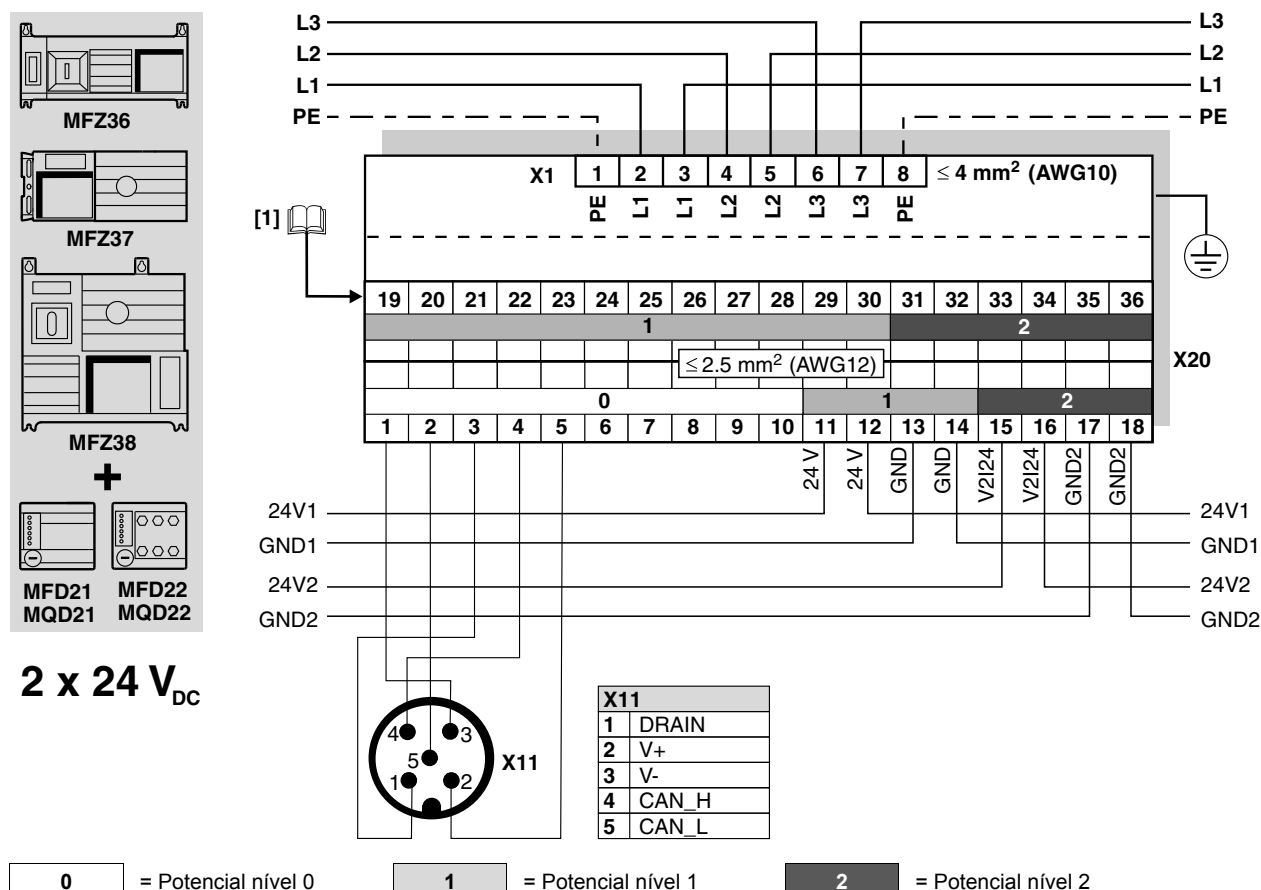 MFZ36
MFZ37
MFZ38
+
MFD21 MFD22
MQD21 MQD22
2 x 24 VDC
L3 L3
L2 L2
L1 L1
PE PE
X1 1 2 3 4 5 6 7 8 ≤ 4 mm² (AWG10)
PE L1 L1 L2 L2 L3 L3 PE
[1]
19 20 21 22 23 24 25 26 27 28 29 30 31 32 33 34 35 36
1 2
≤ 2.5 mm² (AWG12) X20
0 1 2
1 2 3 4 5 6 7 8 9 10 11 12 13 14 15 16 17 18
24 V 24 V GND GND V2I24 V2I24 GND2 GND2
24V1 24V1
GND1 GND1
24V2 24V2
GND2 GND2
4 3
5 X11
1 2
X11
1 DRAIN
2 V+
3 V-
4 CAN_H
5 CAN_L
0 = Potencial nível 0 1 = Potencial nível 1 2 = Potencial nível 2